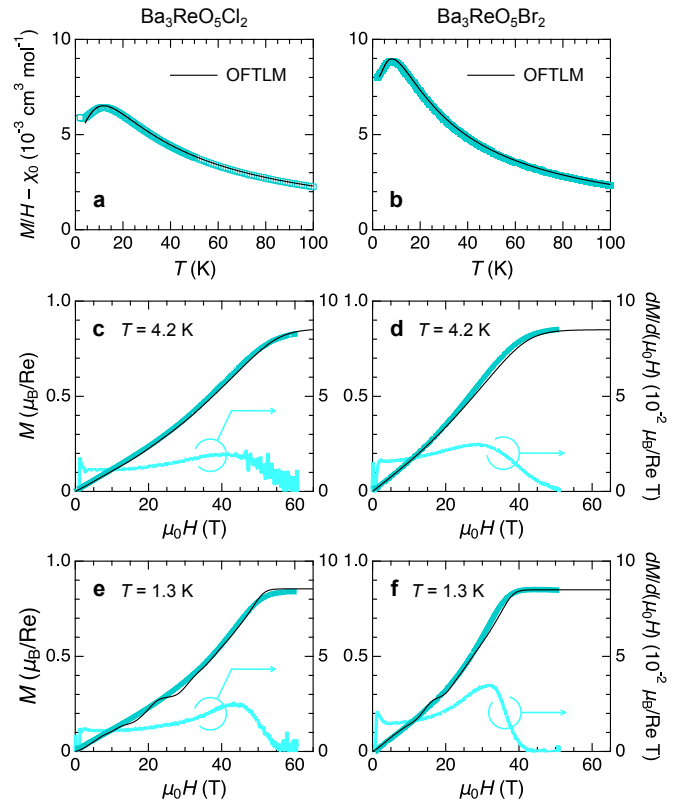 Ba₃ReO₅Cl₂
Ba₃ReO₅Br₂
10
5
0
M/H − χ₀ (10⁻³ cm³ mol⁻¹)
OFTLM
a
0 20 40 60 80 100
T (K)
10
5
0
OFTLM
b
0 20 40 60 80 100
T (K)
1.0
0.5
0
M (μ_B/Re)
c T = 4.2 K
10
5
0
0 20 40 60
μ₀H (T)
1.0
0.5
0
d T = 4.2 K
10
5
0
dM/d(μ₀H) (10⁻² μ_B/Re T)
0 20 40 60
μ₀H (T)
1.0
0.5
0
M (μ_B/Re)
e T = 1.3 K
10
5
0
0 20 40 60
μ₀H (T)
1.0
0.5
0
f T = 1.3 K
10
5
0
dM/d(μ₀H) (10⁻² μ_B/Re T)
0 20 40 60
μ₀H (T)